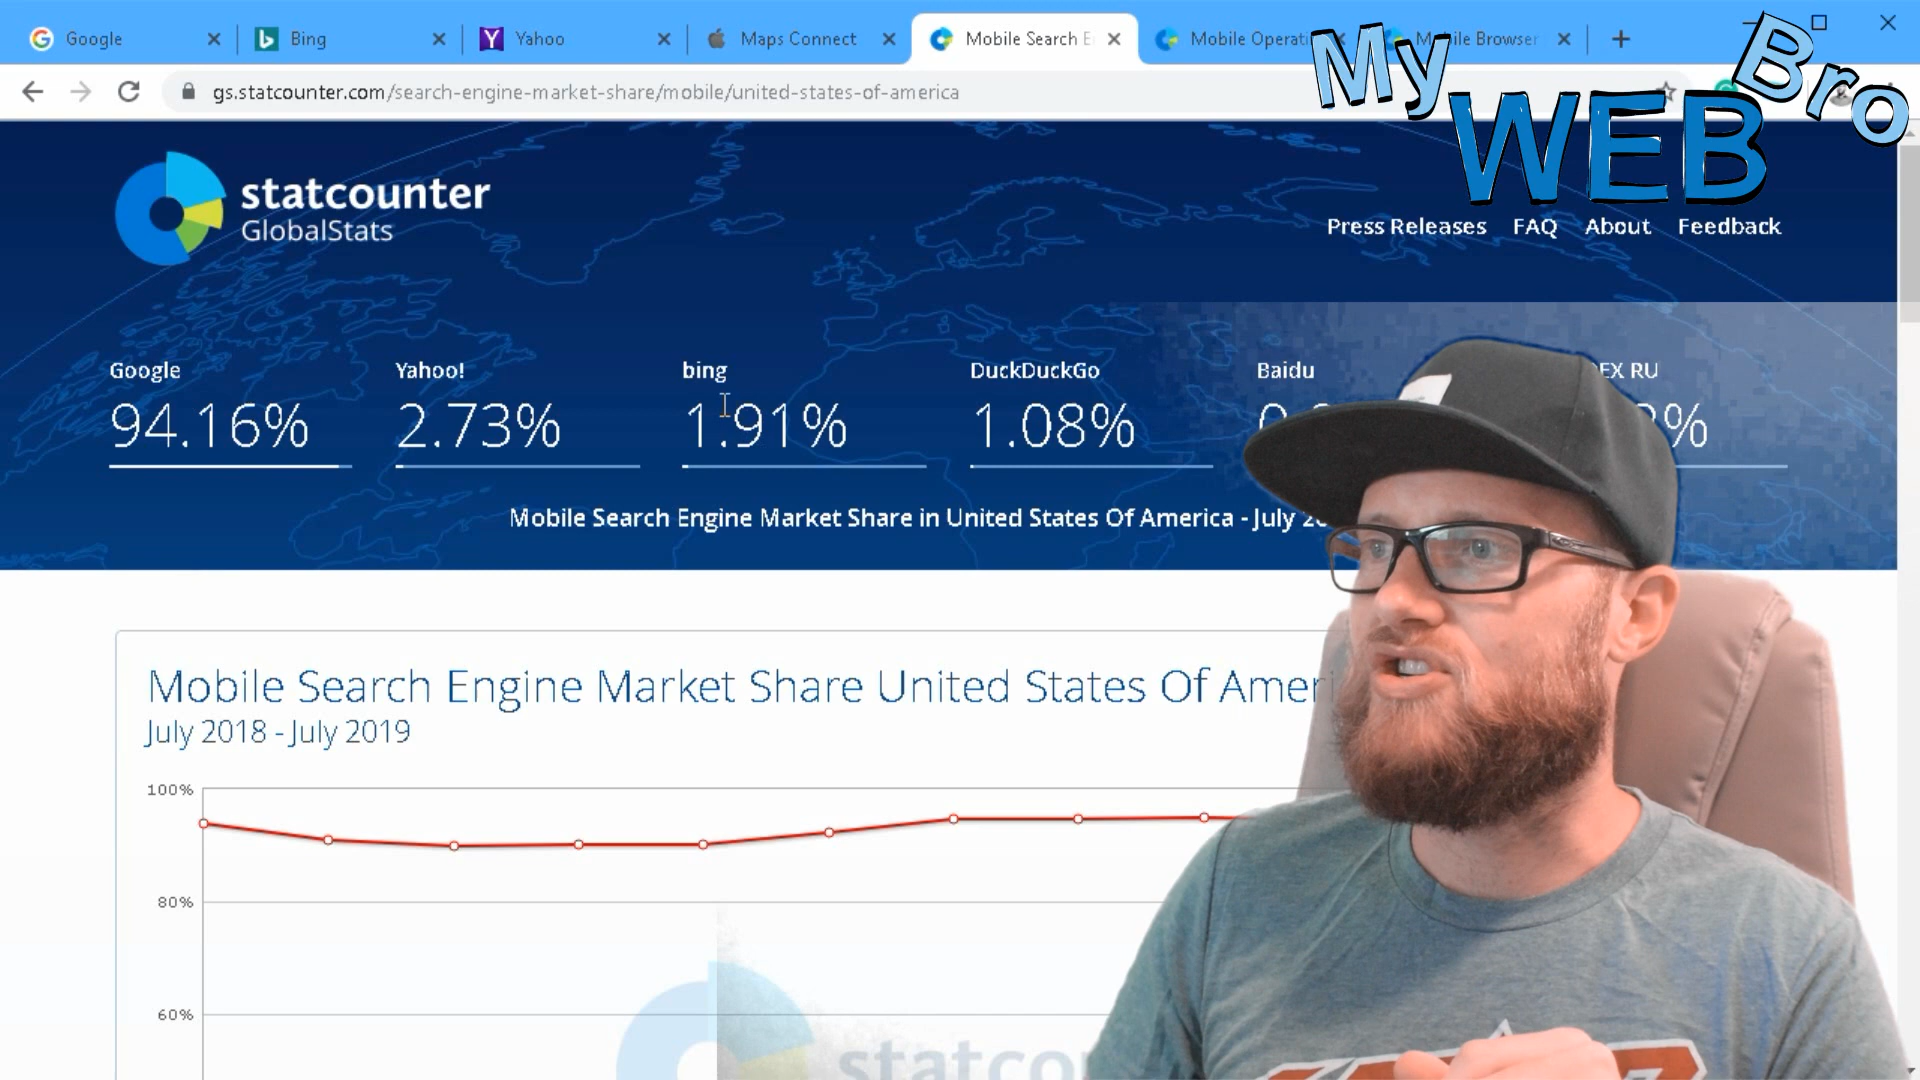 Google
Bing
Yahoo
Maps Connect
Mobile Search E
Mobile Operati
Mobile Browser
My WEB Bro
gs.statcounter.com/search-engine-market-share/mobile/united-states-of-america
statcounter
GlobalStats
Press Releases FAQ About Feedback
Google Yahoo! bing DuckDuckGo Baidu EX RU
94.16% 2.73% 1.91% 1.08% %
Mobile Search Engine Market Share in United States Of America - July
Mobile Search Engine Market Share United States Of Ameri
July 2018 - July 2019
100%
80%
60%
statco